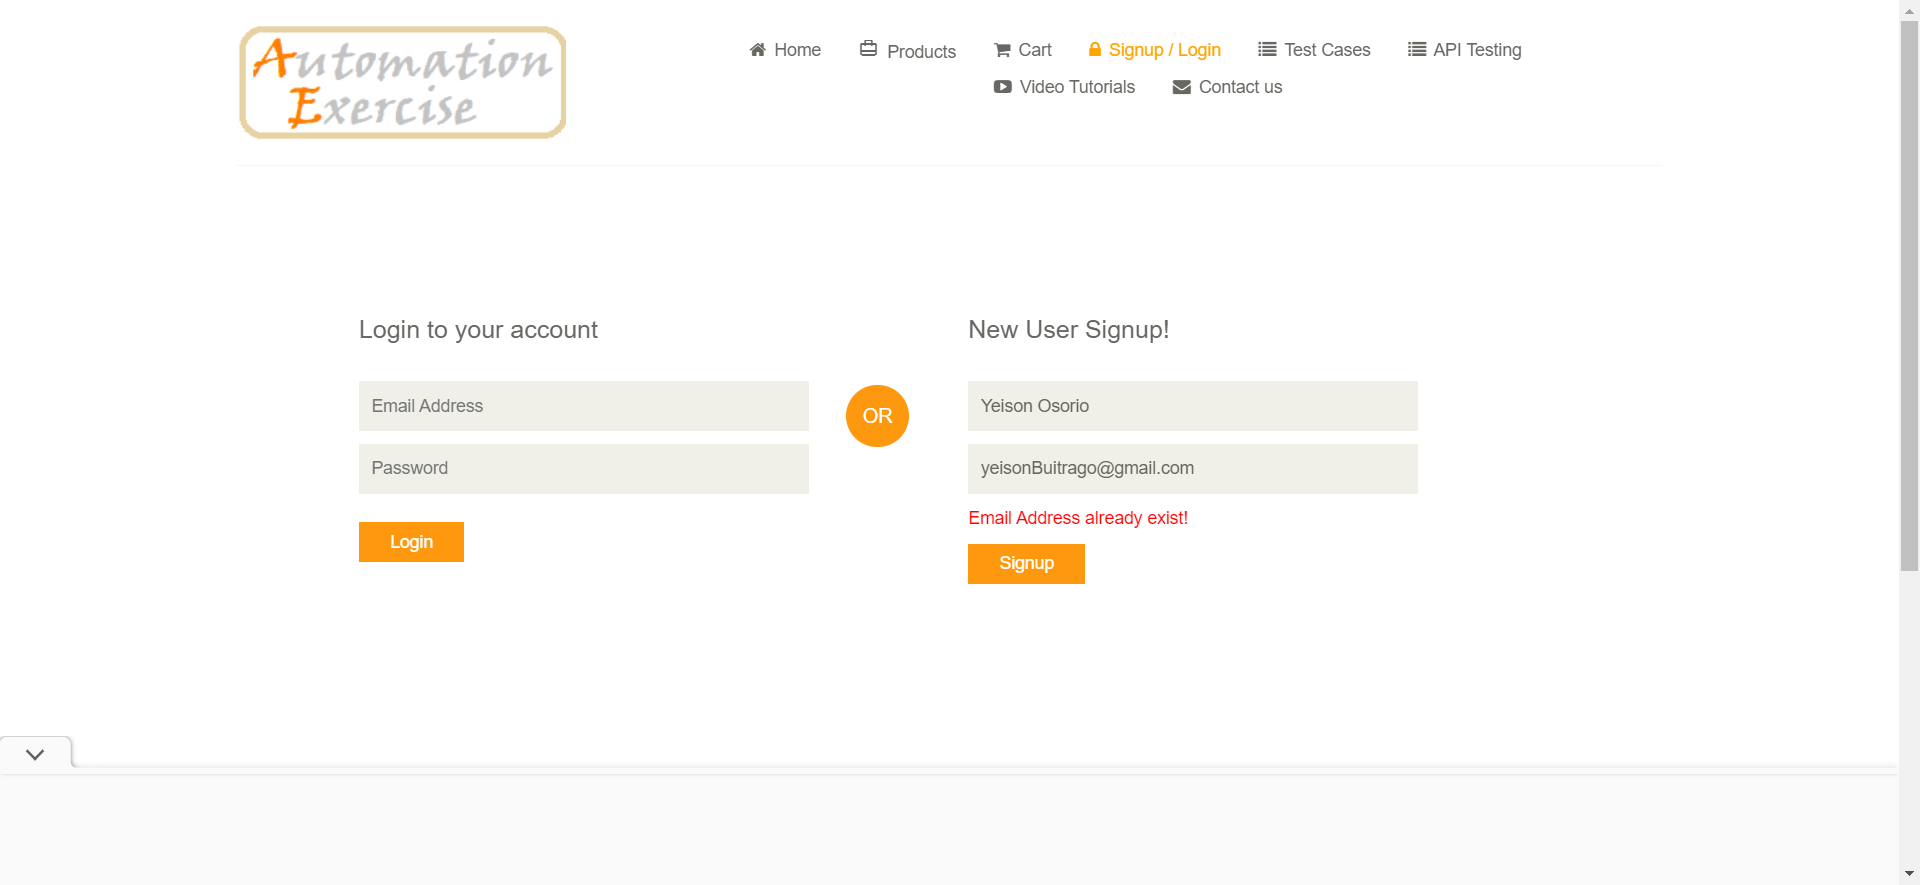 Automation
Exercise
Home
Products
Cart
Signup / Login
Test Cases
API Testing
Video Tutorials
Contact us
Login to your account
Email Address
Password
Login
OR
New User Signup!
Yeison Osorio
yeisonBuitrago@gmail.com
Email Address already exist!
Signup